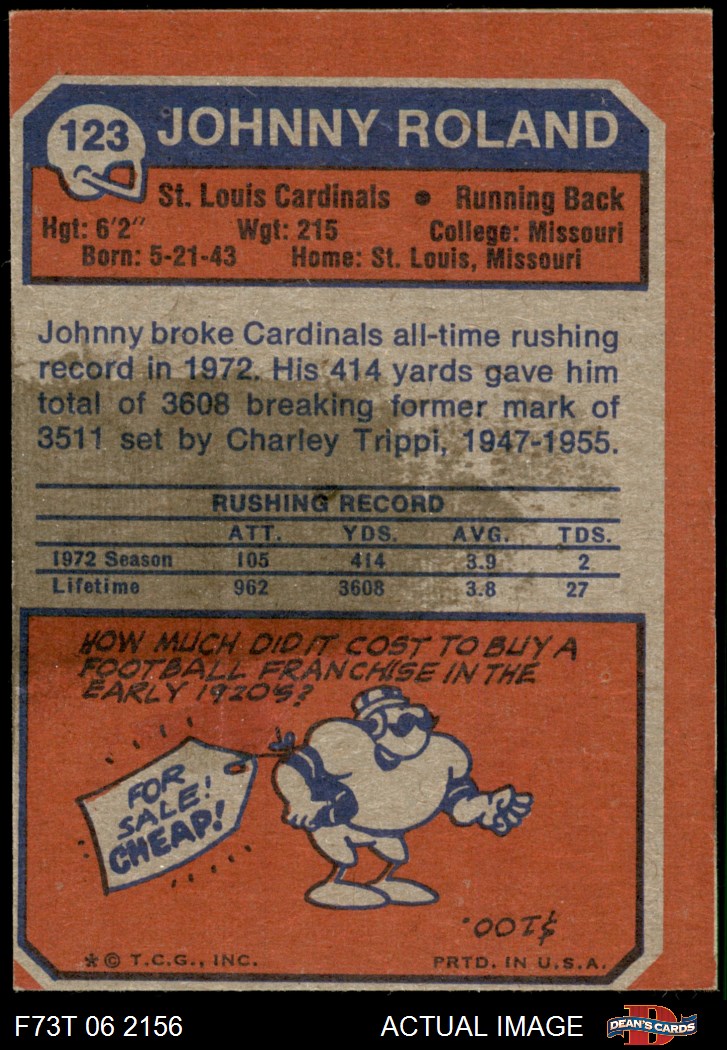 123 JOHNNY ROLAND
St. Louis Cardinals • Running Back
Hgt: 6'2" Wgt: 215 College: Missouri
Born: 5-21-43 Home: St. Louis, Missouri
Johnny broke Cardinals all-time rushing
record in 1972. His 414 yards gave him
total of 3608 breaking former mark of
3511 set by Charley Trippi, 1947-1955.
RUSHING RECORD
ATT. YDS. AVG. TDS.
1972 Season 105 414 3.9 2
Lifetime 962 3608 3.8 27
HOW MUCH DID IT COST TO BUY A
FOOTBALL FRANCHISE IN THE
EARLY 1920'S?
FOR
SALE!
CHEAP!
$100.
* © T.C.G., INC. PRTD. IN U.S.A.
F73T 06 2156 ACTUAL IMAGE D DEAN'S CARDS